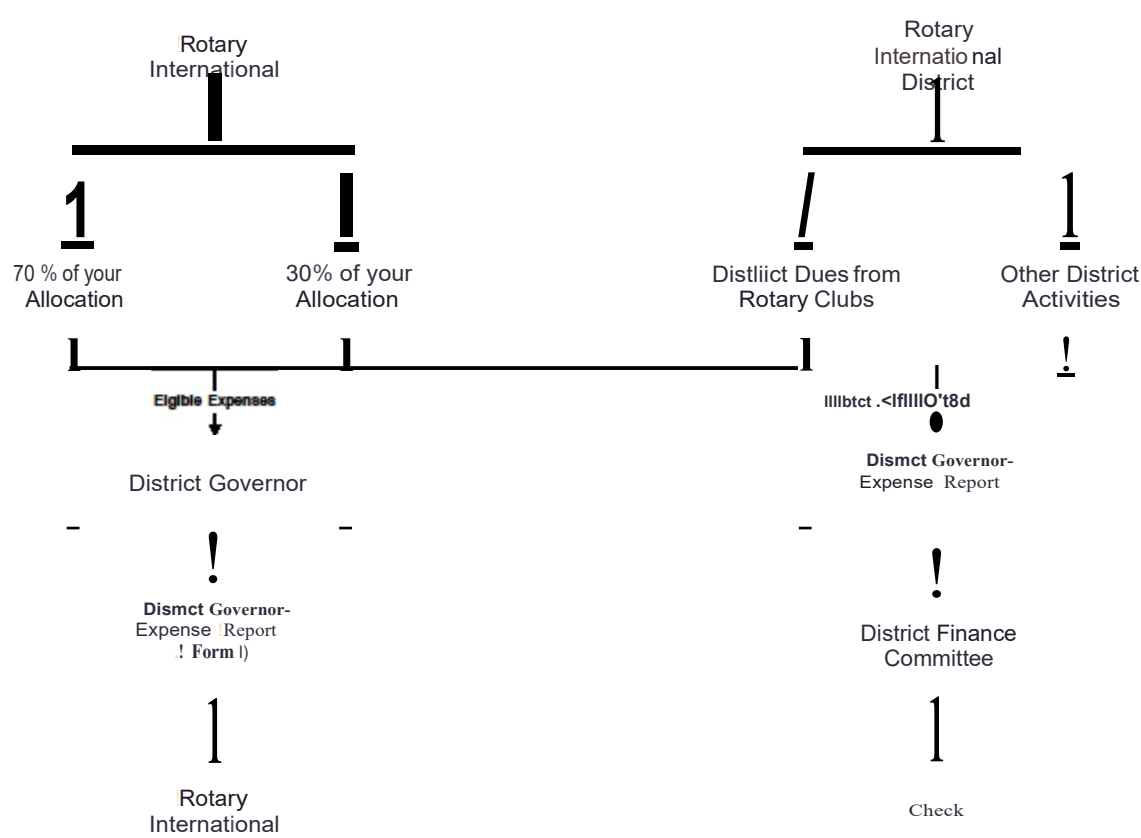 Rotary
International
Rotary
International
District
70 % of your
Allocation
30% of your
Allocation
Distliict Dues from
Rotary Clubs
Other District
Activities
Elgible Expenses
District Governor
Dismct Governor-
Expense Report
Dismct Governor-
Expense !Report
! Form l)
District Finance
Committee
Rotary
International
Check